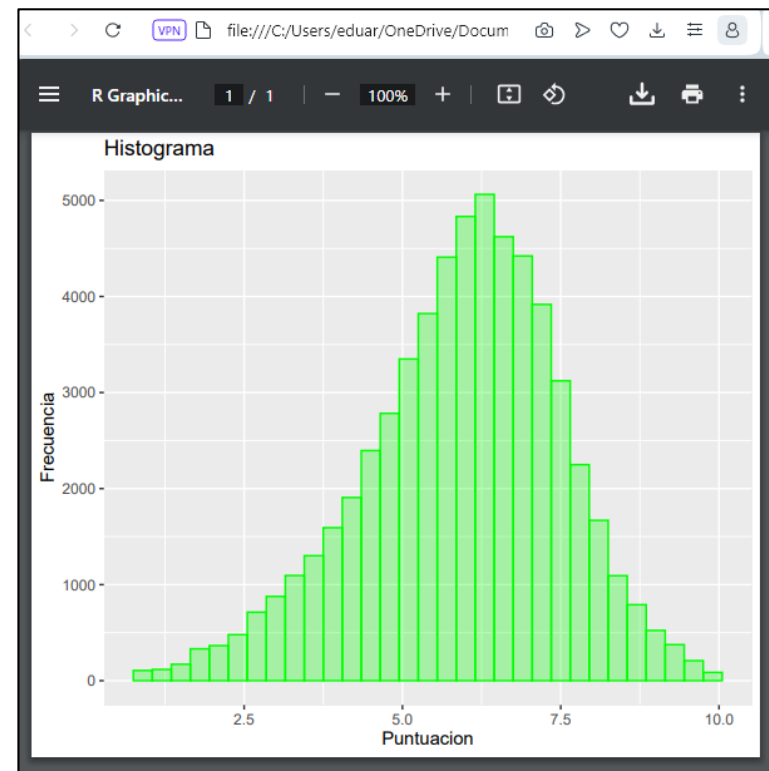 VPN file:///C:/Users/eduar/OneDrive/Docum
R Graphic... 1 / 1 100%
Histograma
5000
4000
3000
2000
1000
0
Frecuencia
2.5 5.0 7.5 10.0
Puntuacion